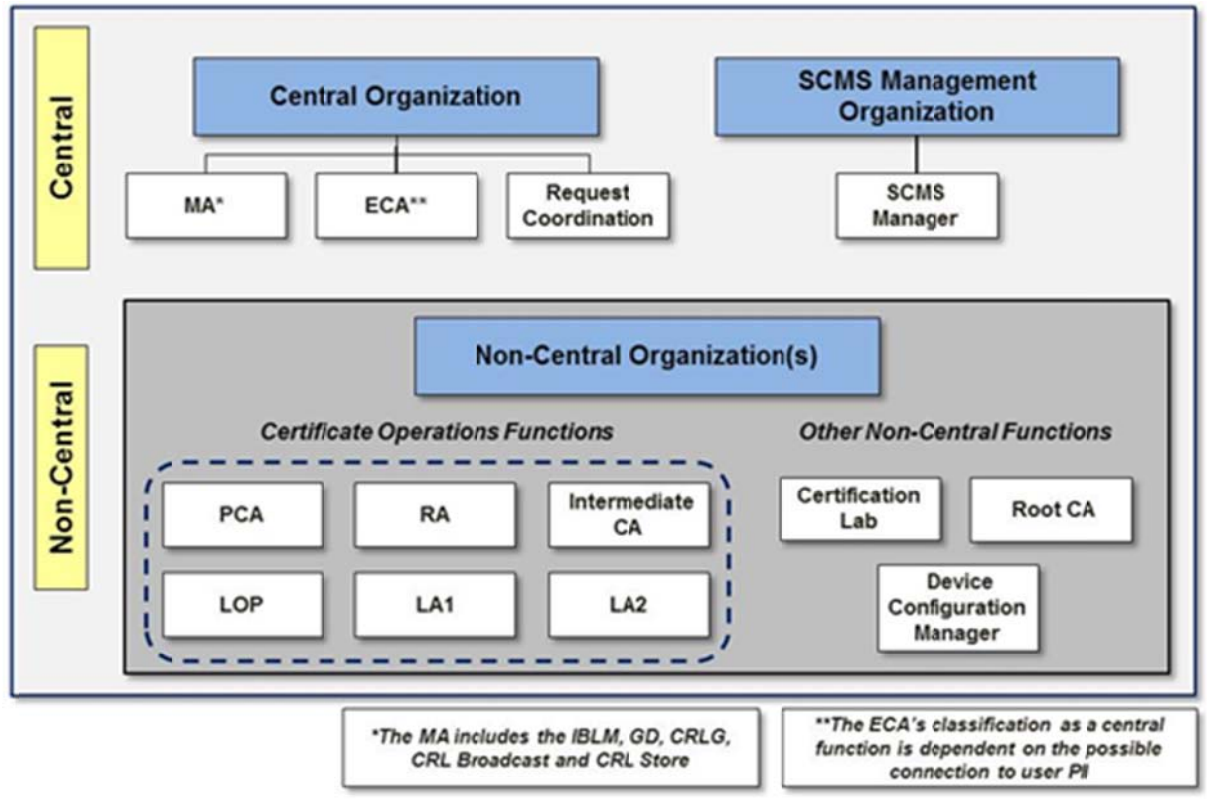 Central
Central Organization
SCMS Management
Organization
MA*
ECA**
Request
Coordination
SCMS
Manager
Non-Central
Non-Central Organization(s)
Certificate Operations Functions
Other Non-Central Functions
PCA
RA
Intermediate
CA
Certification
Lab
Root CA
LOP
LA1
LA2
Device
Configuration
Manager
*The MA includes the IBLM, GD, CRLG,
CRL Broadcast and CRL Store
**The ECA's classification as a central
function is dependent on the possible
connection to user PII